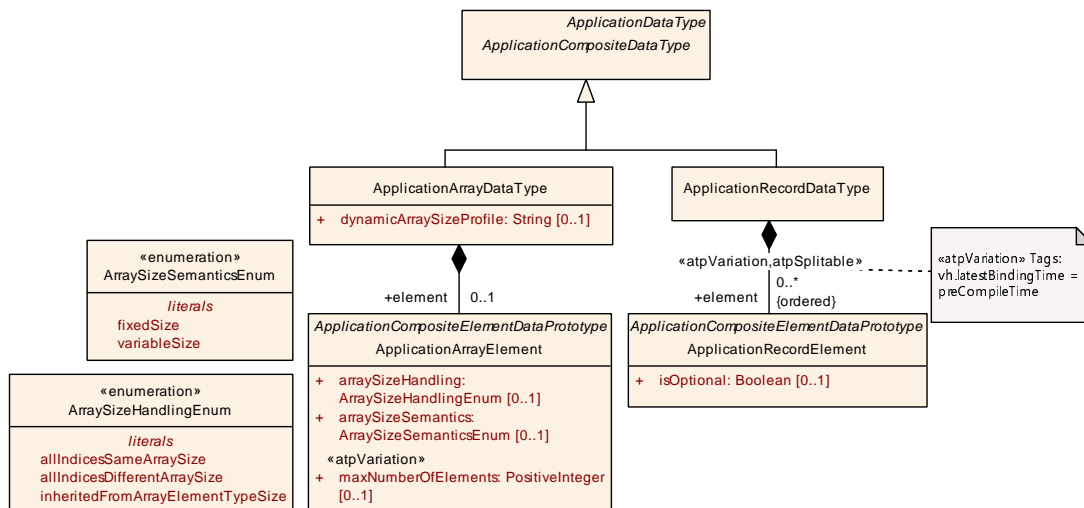 ApplicationDataType
ApplicationCompositeDataType
ApplicationArrayDataType
+ dynamicArraySizeProfile: String [0..1]
ApplicationRecordDataType
«enumeration»
ArraySizeSemanticsEnum
literals
fixedSize
variableSize
+element 0..1
«atpVariation,atpSplitable»
0..*
+element {ordered}
«atpVariation» Tags:
vh.latestBindingTime =
preCompileTime
ApplicationCompositeElementDataPrototype
ApplicationArrayElement
+ arraySizeHandling:
ArraySizeHandlingEnum [0..1]
+ arraySizeSemantics:
ArraySizeSemanticsEnum [0..1]
«atpVariation»
+ maxNumberOfElements: PositiveInteger
[0..1]
ApplicationCompositeElementDataPrototype
ApplicationRecordElement
+ isOptional: Boolean [0..1]
«enumeration»
ArraySizeHandlingEnum
literals
allIndicesSameArraySize
allIndicesDifferentArraySize
inheritedFromArrayElementTypeSize